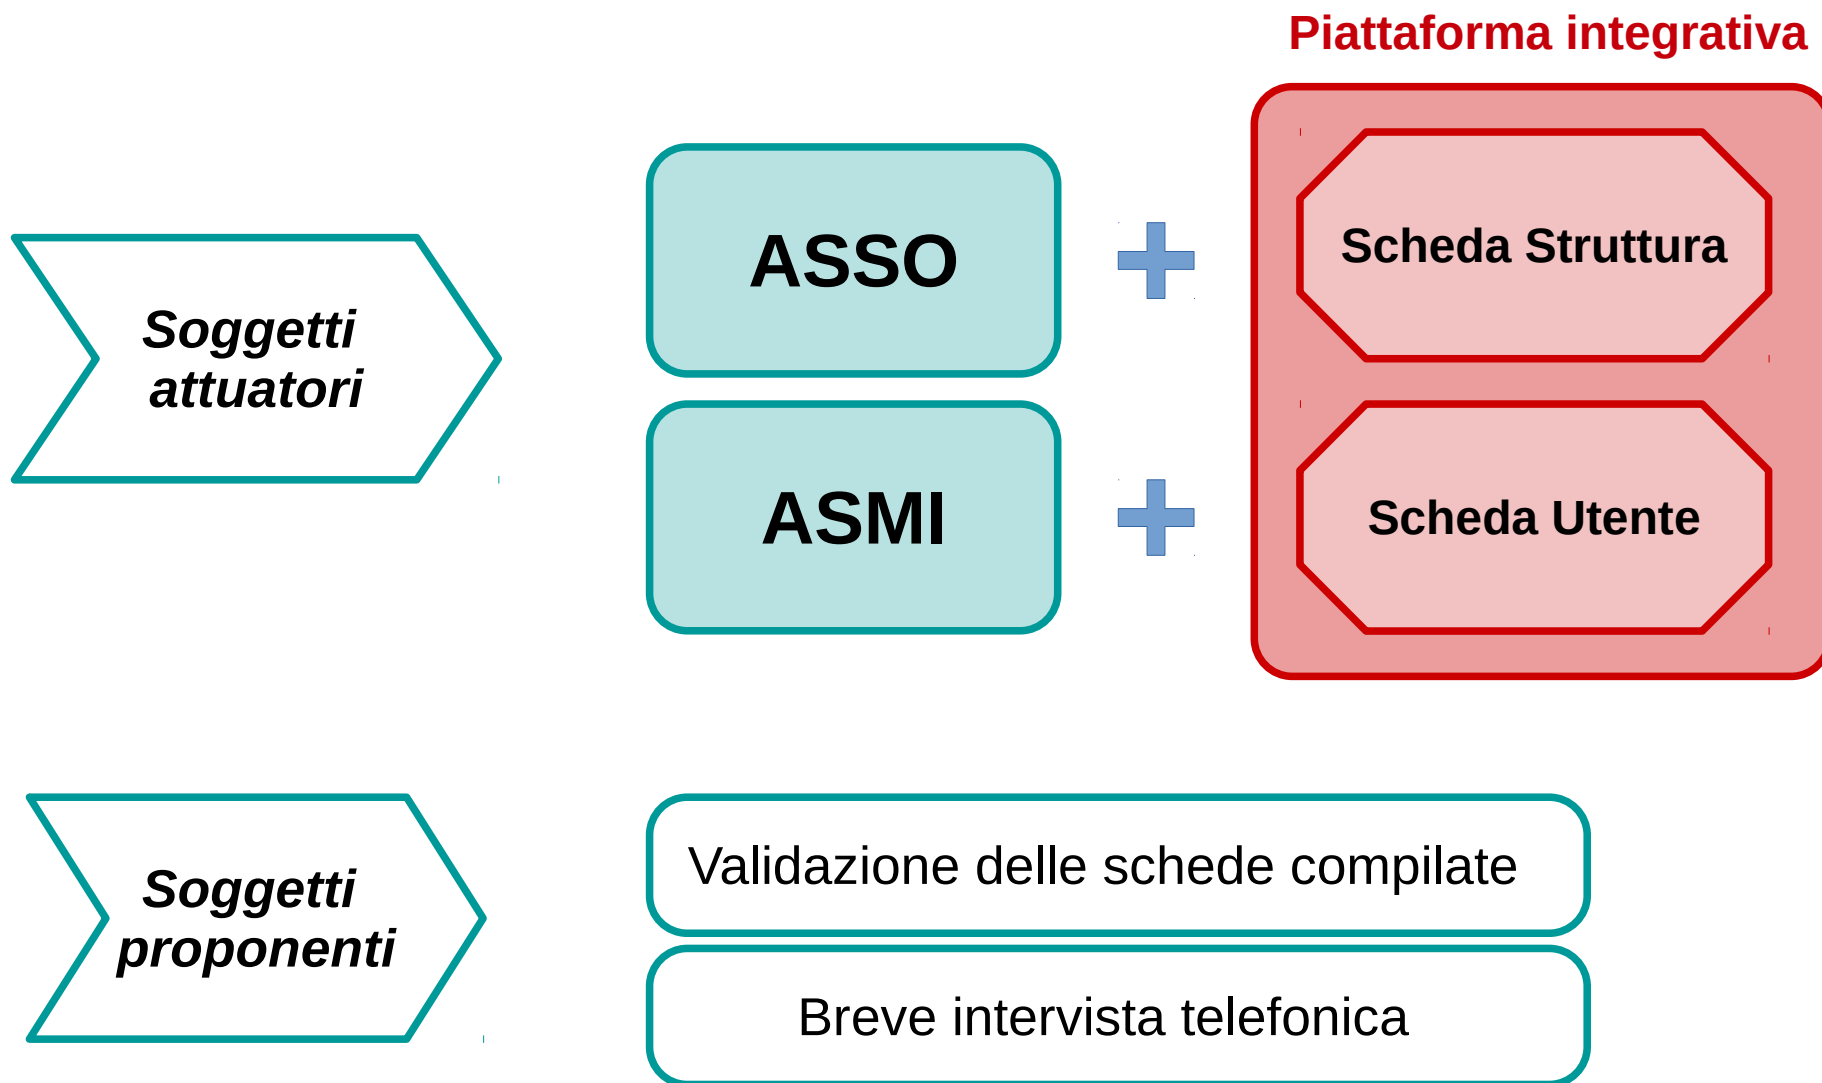 Piattaforma integrativa
Soggetti
attuatori
ASSO
Scheda Struttura
ASMI
Scheda Utente
Soggetti
proponenti
Validazione delle schede compilate
Breve intervista telefonica